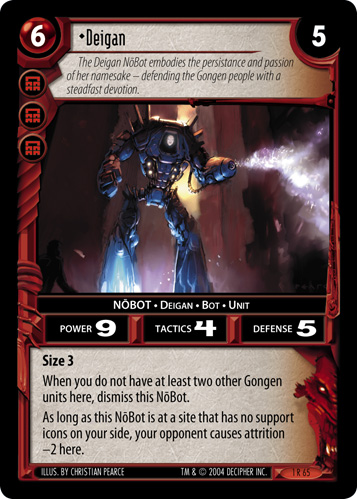 6 •Deigan 5
The Deigan NōBot embodies the persistance and passion
of her namesake – defending the Gongen people with a
steadfast devotion.
NŌBOT • DEIGAN • BOT • UNIT
POWER 9 TACTICS 4 DEFENSE 5
Size 3
When you do not have at least two other Gongen
units here, dismiss this NōBot.
As long as this NōBot is at a site that has no support
icons on your side, your opponent causes attrition
–2 here.
ILLUS. BY CHRISTIAN PEARCE TM & © 2004 DECIPHER INC. 1 R 65